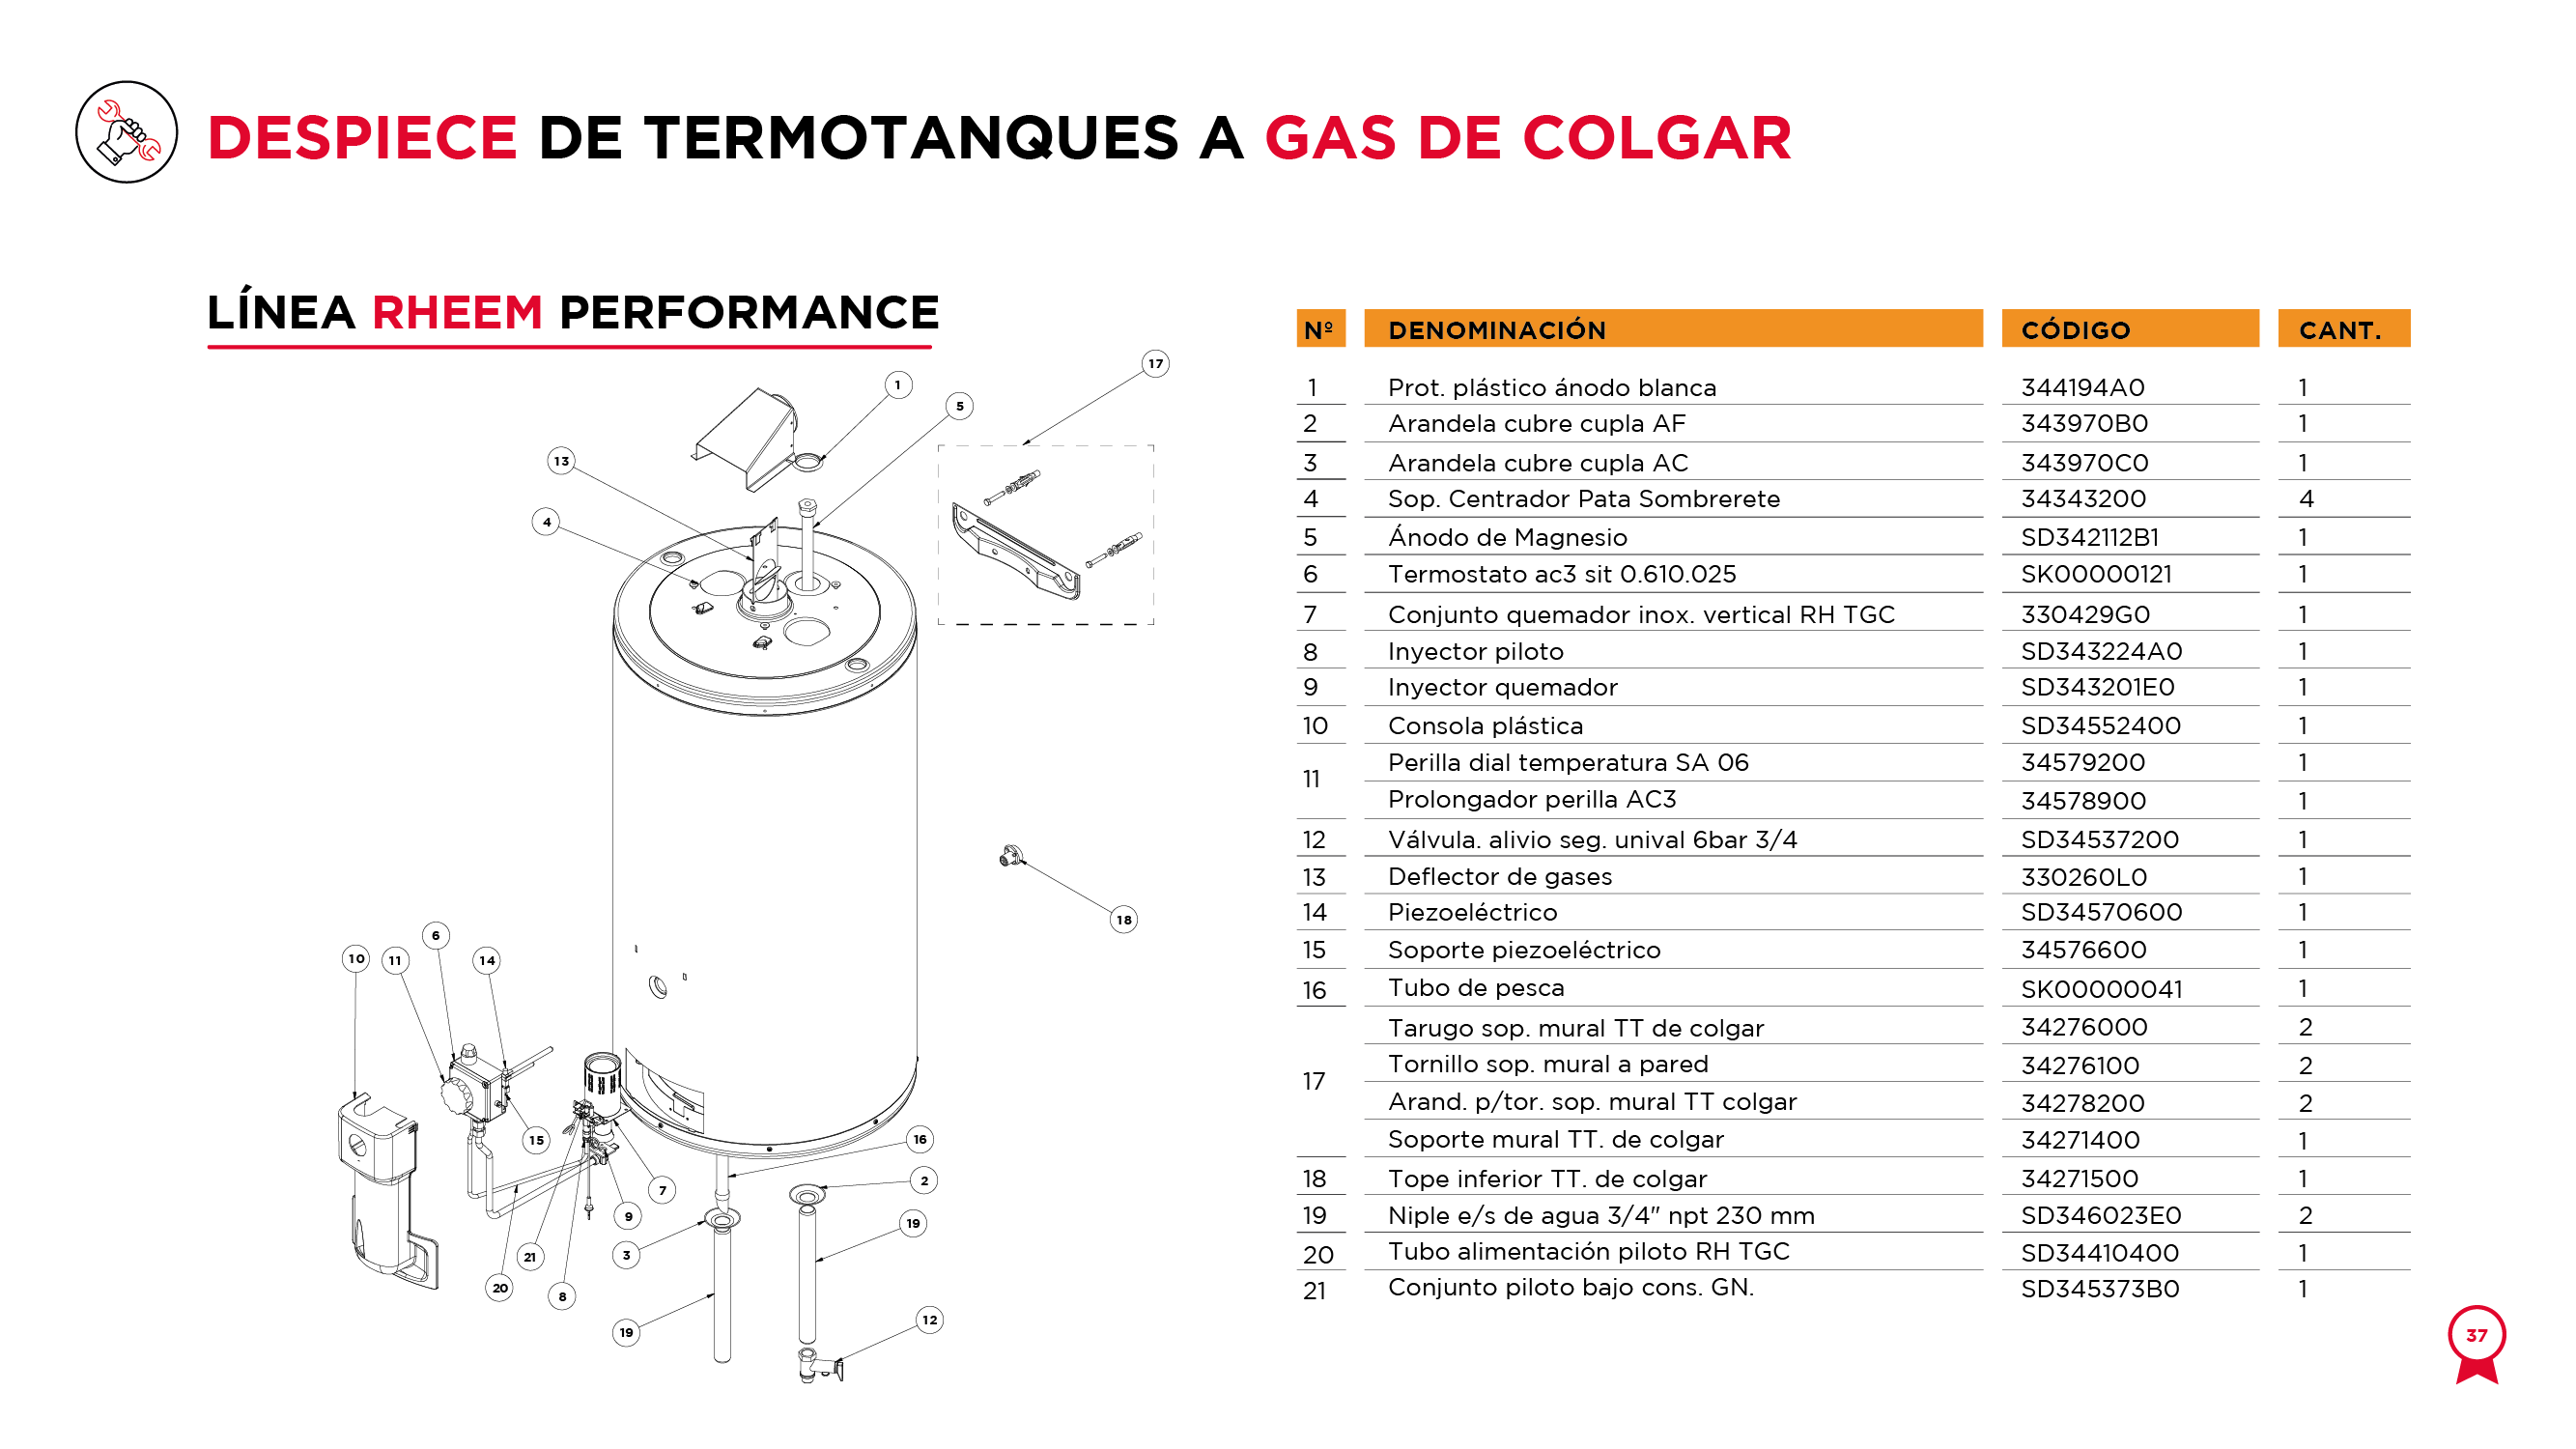 DESPIECE DE TERMOTANQUES A GAS DE COLGAR
LÍNEA RHEEM PERFORMANCE
17
1
5
13
4
18
6
10
11
14
15
16
2
7
9
19
3
21
20
8
12
19
Nº DENOMINACIÓN CÓDIGO CANT.
1 Prot. plástico ánodo blanca 344194A0 1
2 Arandela cubre cupla AF 343970B0 1
3 Arandela cubre cupla AC 343970C0 1
4 Sop. Centrador Pata Sombrerete 34343200 4
5 Ánodo de Magnesio SD342112B1 1
6 Termostato ac3 sit 0.610.025 SK00000121 1
7 Conjunto quemador inox. vertical RH TGC 330429G0 1
8 Inyector piloto SD343224A0 1
9 Inyector quemador SD343201E0 1
10 Consola plástica SD34552400 1
11 Perilla dial temperatura SA 06 34579200 1
Prolongador perilla AC3 34578900 1
12 Válvula. alivio seg. unival 6bar 3/4 SD34537200 1
13 Deflector de gases 330260L0 1
14 Piezoeléctrico SD34570600 1
15 Soporte piezoeléctrico 34576600 1
16 Tubo de pesca SK00000041 1
17 Tarugo sop. mural TT de colgar 34276000 2
Tornillo sop. mural a pared 34276100 2
Arand. p/tor. sop. mural TT colgar 34278200 2
Soporte mural TT. de colgar 34271400 1
18 Tope inferior TT. de colgar 34271500 1
19 Niple e/s de agua 3/4" npt 230 mm SD346023E0 2
20 Tubo alimentación piloto RH TGC SD34410400 1
21 Conjunto piloto bajo cons. GN. SD345373B0 1
37